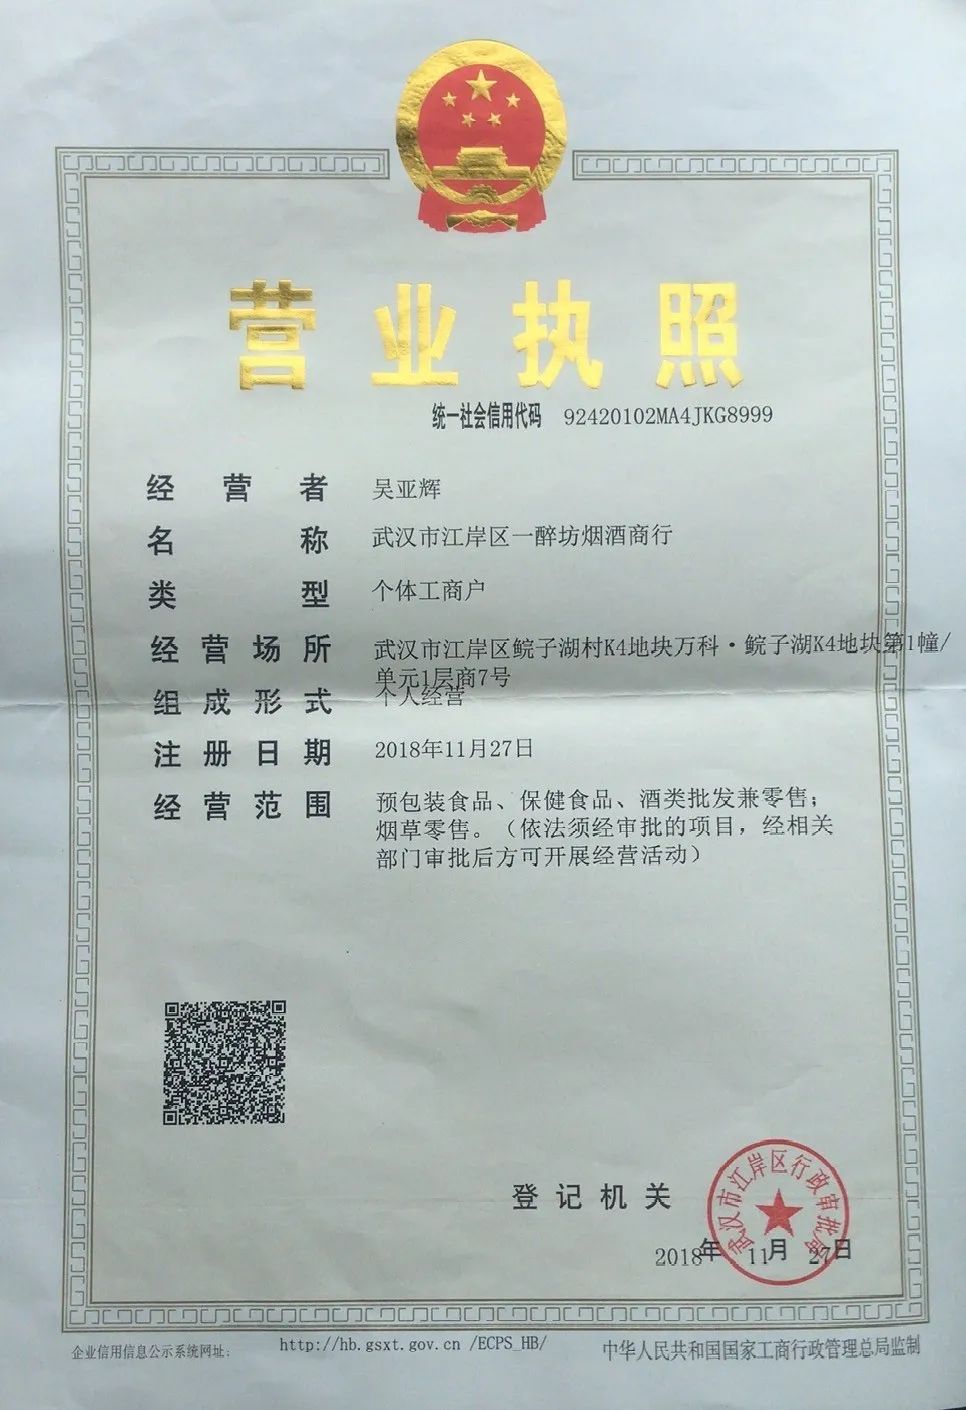 营业执照
统一社会信用代码 92420102MA4JKG8999
经营者 吴亚辉
名称 武汉市江岸区一醉坊烟酒商行
类型 个体工商户
经营场所 武汉市江岸区鲩子湖村K4地块万科·鲩子湖K4地块第1幢/
单元1层商7号
组成形式 个人经营
注册日期 2018年11月27日
经营范围 预包装食品、保健食品、酒类批发兼零售；
烟草零售。（依法须经审批的项目，经相关
部门审批后方可开展经营活动）
登记机关
武汉市江岸区行政审批局
2018年 11月 27日
企业信用信息公示系统网址： http://hb.gsxt.gov.cn /ECPS_HB/
中华人民共和国国家工商行政管理总局监制